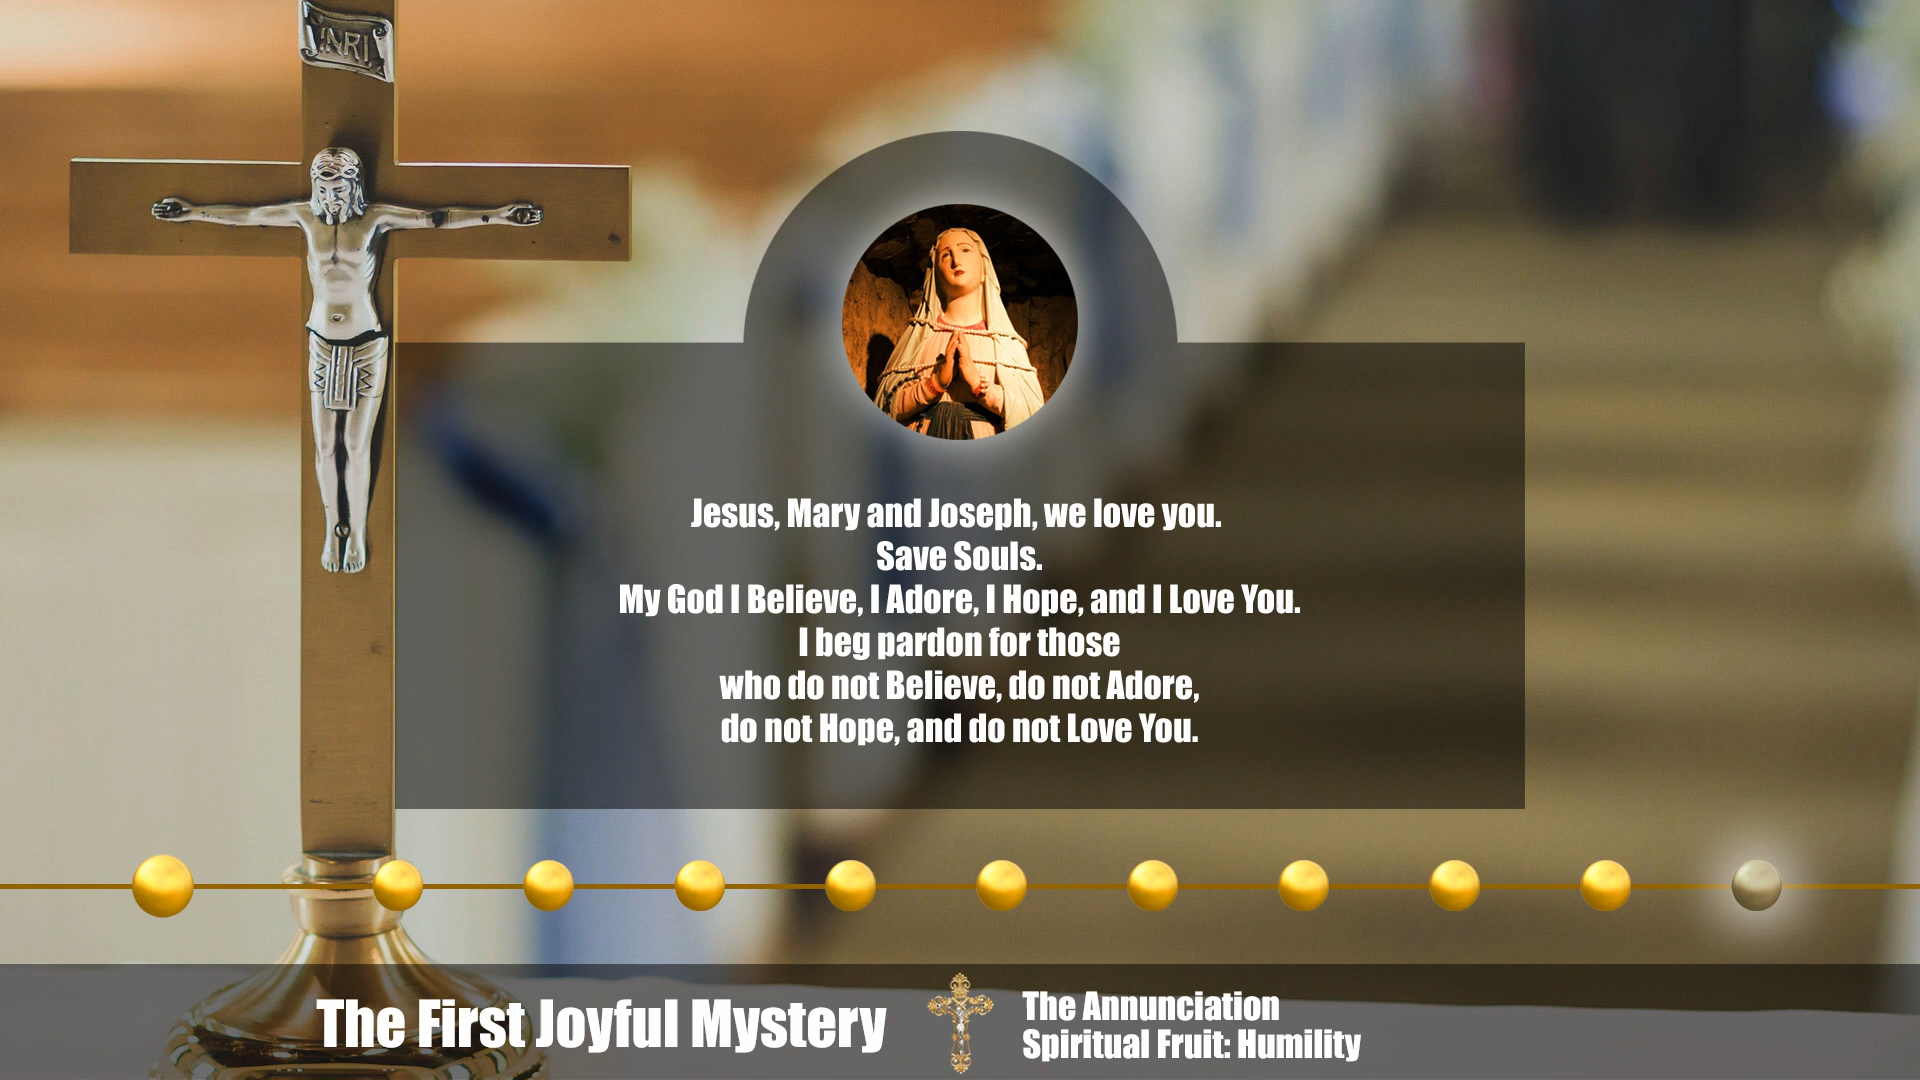 INRI
Jesus, Mary and Joseph, we love you.
Save Souls.
My God I Believe, I Adore, I Hope, and I Love You.
I beg pardon for those
who do not Believe, do not Adore,
do not Hope, and do not Love You.
The First Joyful Mystery
The Annunciation
Spiritual Fruit: Humility